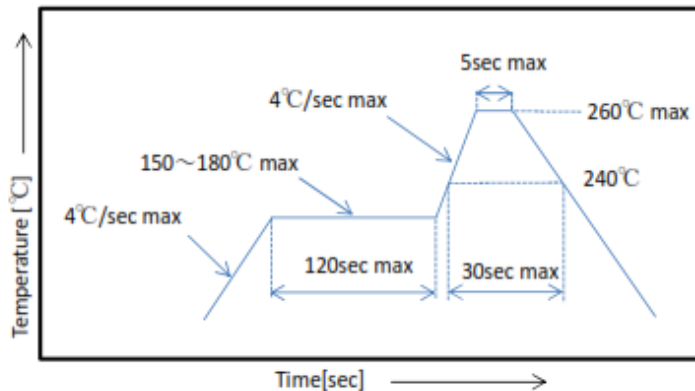 5sec max
4℃/sec max
260℃ max
150～180℃ max
240℃
4℃/sec max
120sec max
30sec max
Temperature [℃]
Time[sec]